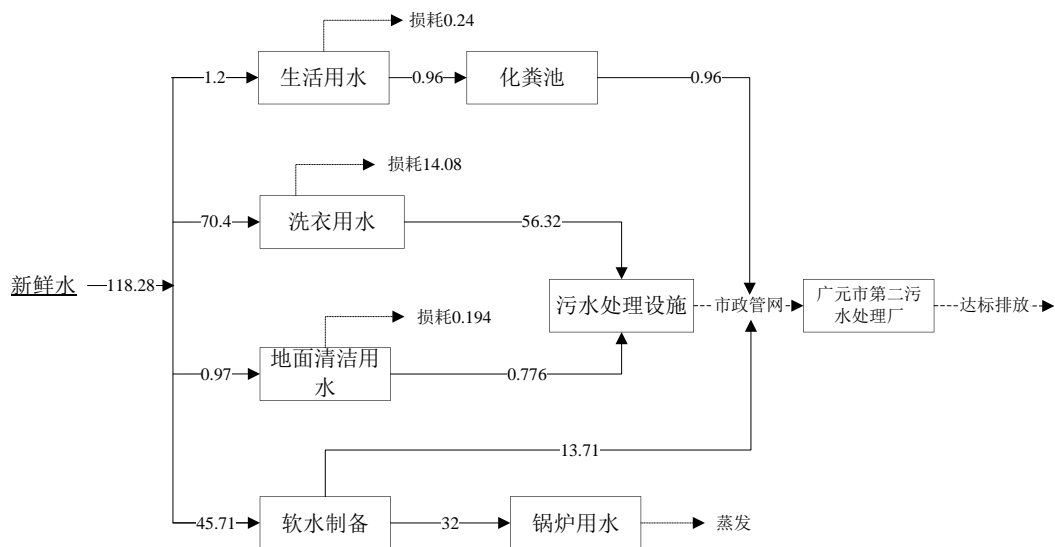 损耗0.24
1.2
生活用水
0.96
化粪池
0.96
损耗14.08
70.4
洗衣用水
56.32
新鲜水
118.28
污水处理设施
市政管网
广元市第二污
水处理厂
达标排放
损耗0.194
0.97
地面清洁用
水
0.776
13.71
45.71
软水制备
32
锅炉用水
蒸发